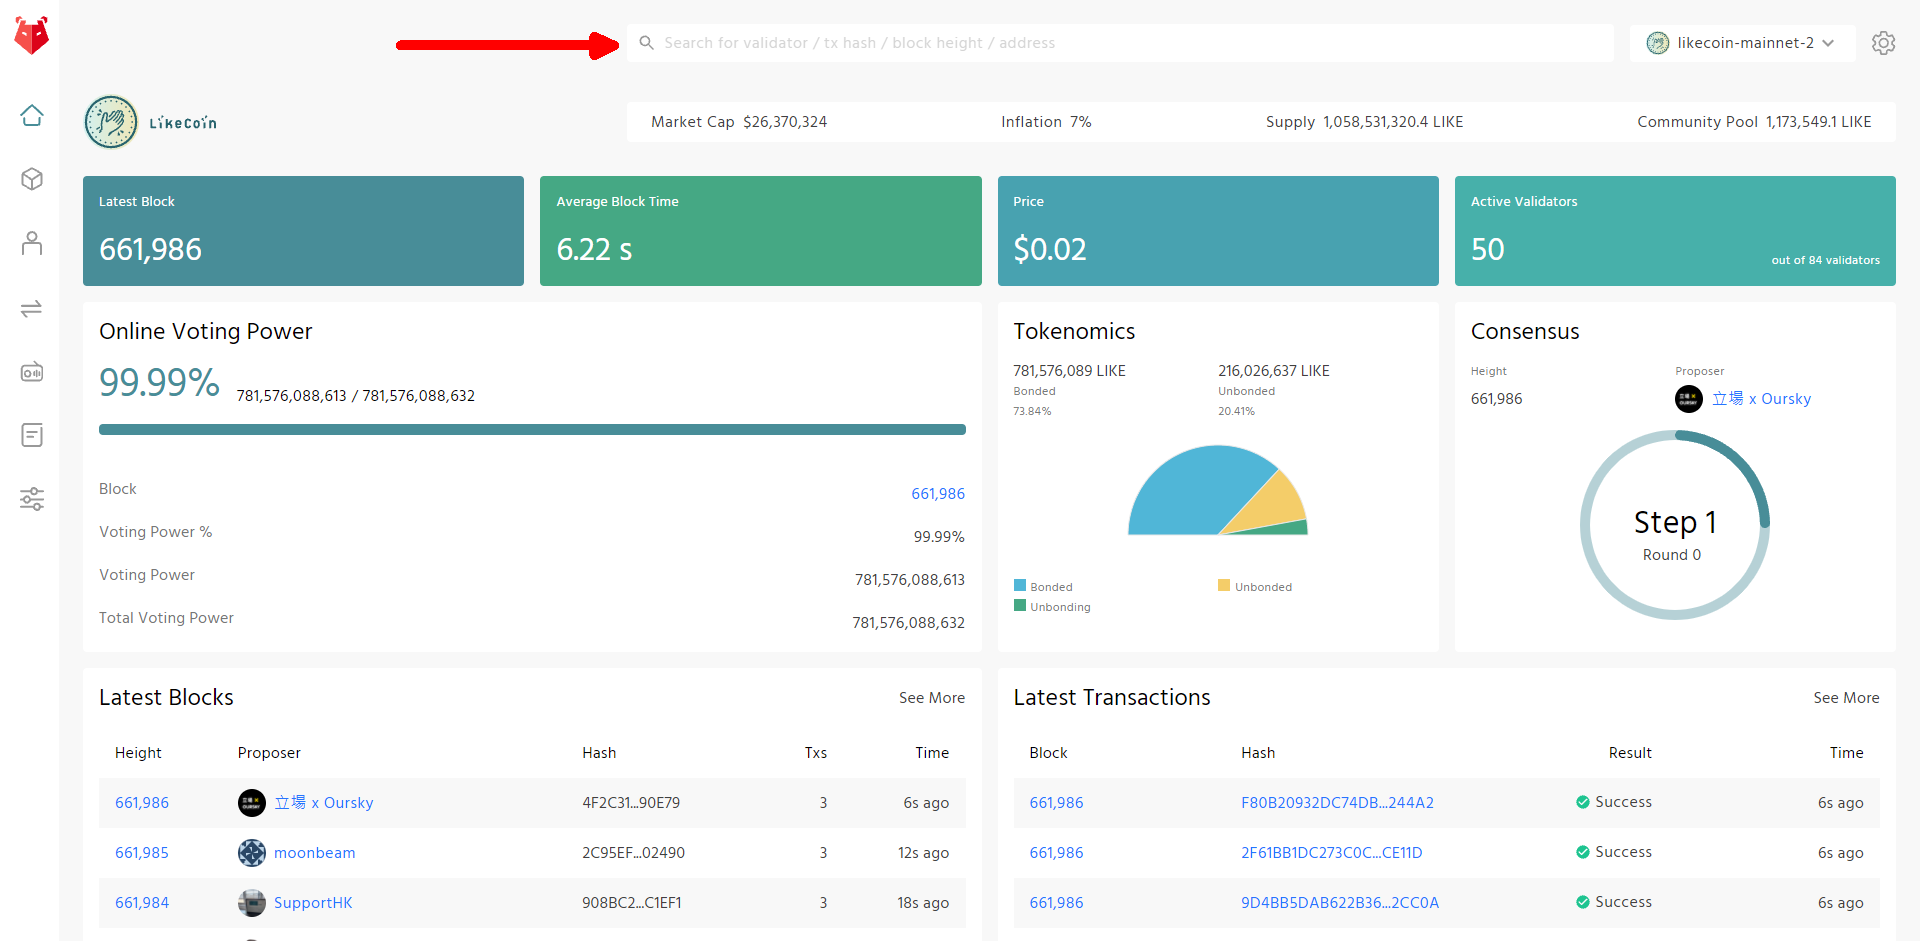 Search for validator / tx hash / block height / address
likecoin-mainnet-2
LikeCoin
Market Cap $26,370,324
Inflation 7%
Supply 1,058,531,320.4 LIKE
Community Pool 1,173,549.1 LIKE
Latest Block
661,986
Average Block Time
6.22 s
Price
$0.02
Active Validators
50
out of 84 validators
Online Voting Power
99.99% 781,576,088,613 / 781,576,088,632
Block 661,986
Voting Power % 99.99%
Voting Power 781,576,088,613
Total Voting Power 781,576,088,632
Tokenomics
781,576,089 LIKE 216,026,637 LIKE
Bonded Unbonded
73.84% 20.41%
Bonded Unbonded
Unbonding
Consensus
Height Proposer
661,986 立場 x Oursky
Step 1
Round 0
Latest Blocks See More
Height Proposer Hash Txs Time
661,986 立場 x Oursky 4F2C31...90E79 3 6s ago
661,985 moonbeam 2C95EF...02490 3 12s ago
661,984 SupportHK 908BC2...C1EF1 3 18s ago
Latest Transactions See More
Block Hash Result Time
661,986 F80B20932DC74DB...244A2 Success 6s ago
661,986 2F61BB1DC273C0C...CE11D Success 6s ago
661,986 9D4BB5DAB622B36...2CC0A Success 6s ago